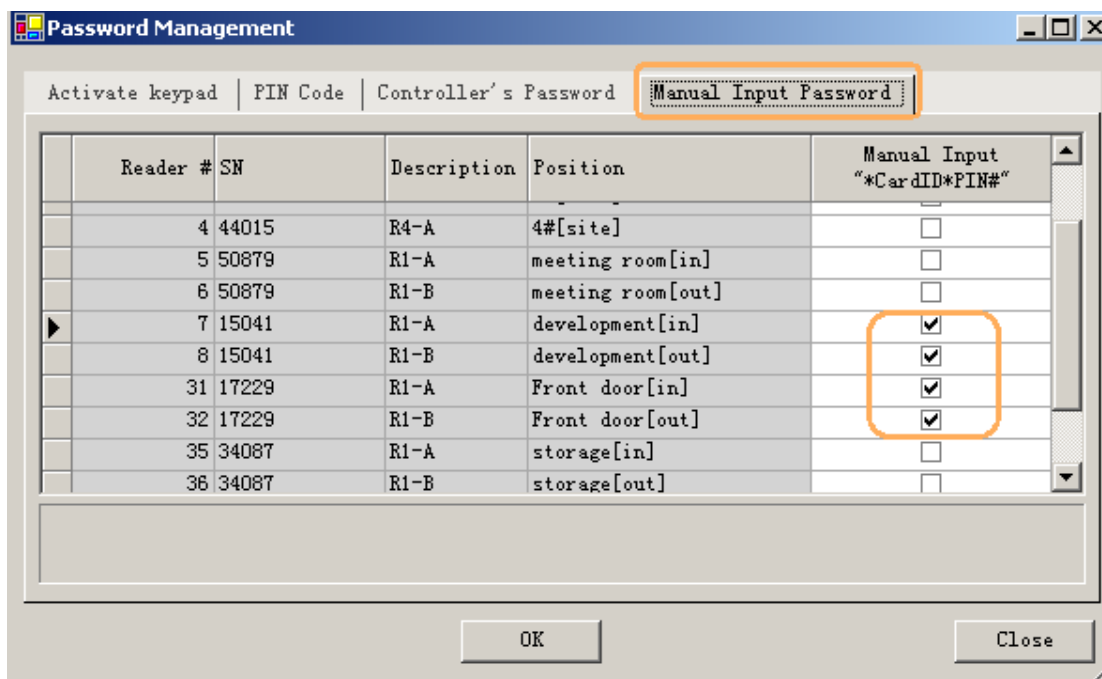 Password Management
Activate keypad | PIN Code | Controller's Password | Manual Input Password
Reader # SN Description Position Manual Input "*CardID*PIN#"
4 44015 R4-A 4#[site]
5 50879 R1-A meeting room[in]
6 50879 R1-B meeting room[out]
7 15041 R1-A development[in]
8 15041 R1-B development[out]
31 17229 R1-A Front door[in]
32 17229 R1-B Front door[out]
35 34087 R1-A storage[in]
36 34087 R1-B storage[out]
OK Close